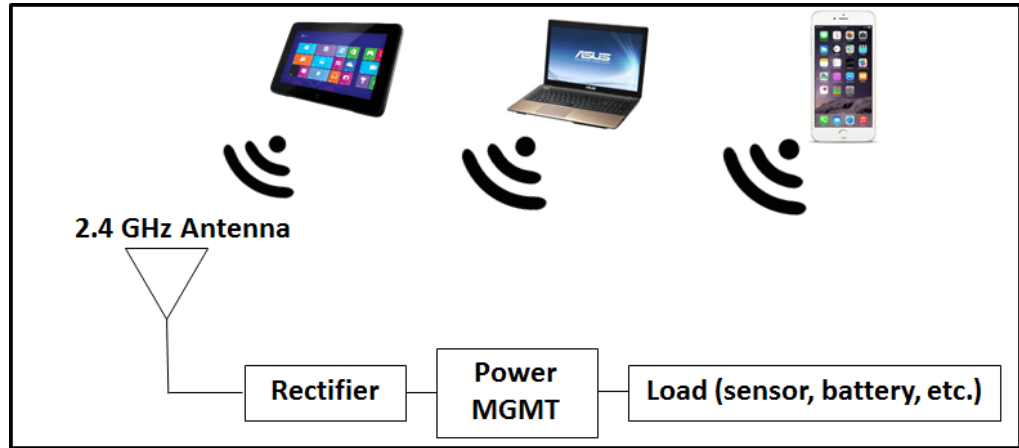 ASUS
2.4 GHz Antenna
Rectifier
Power
MGMT
Load (sensor, battery, etc.)